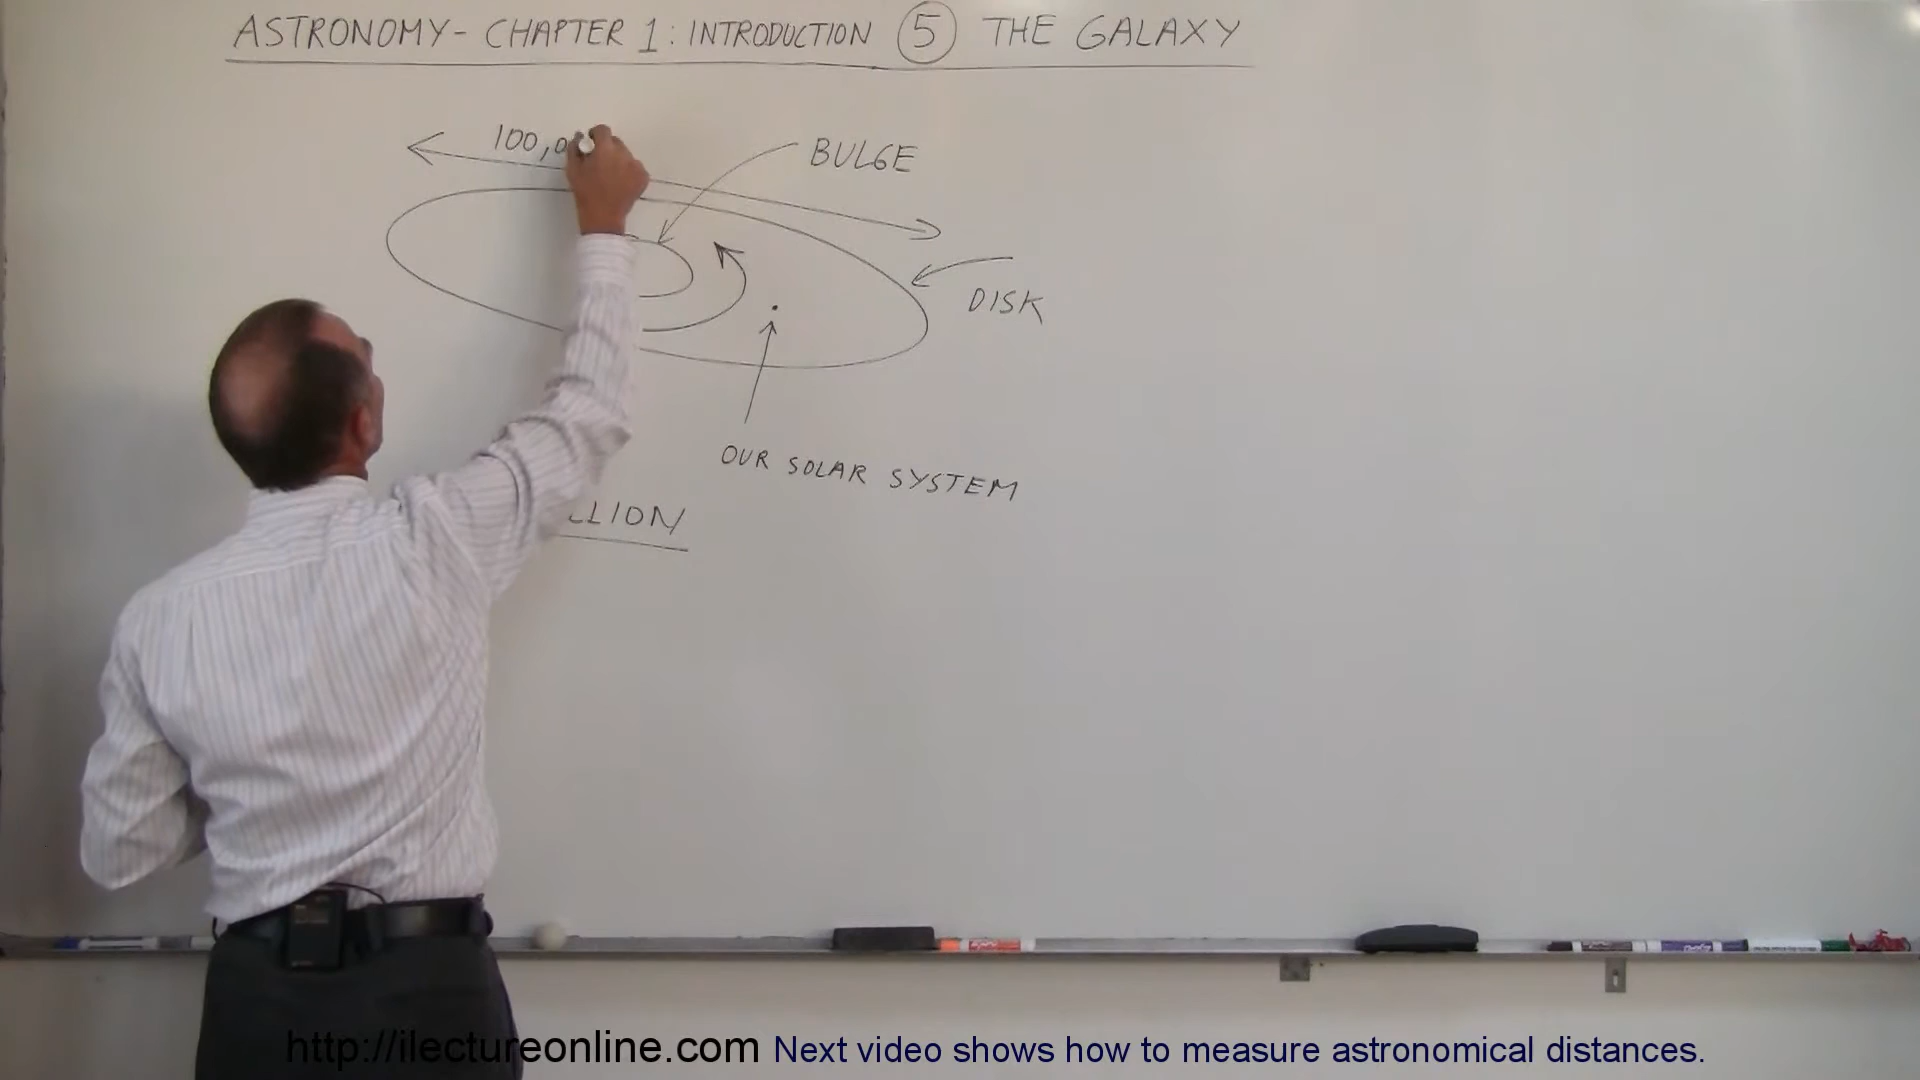 ASTRONOMY - CHAPTER 1: INTRODUCTION 5 THE GALAXY
100,0
BULGE
DISK
OUR SOLAR SYSTEM
LLION
http://ilectureonline.com Next video shows how to measure astronomical distances.